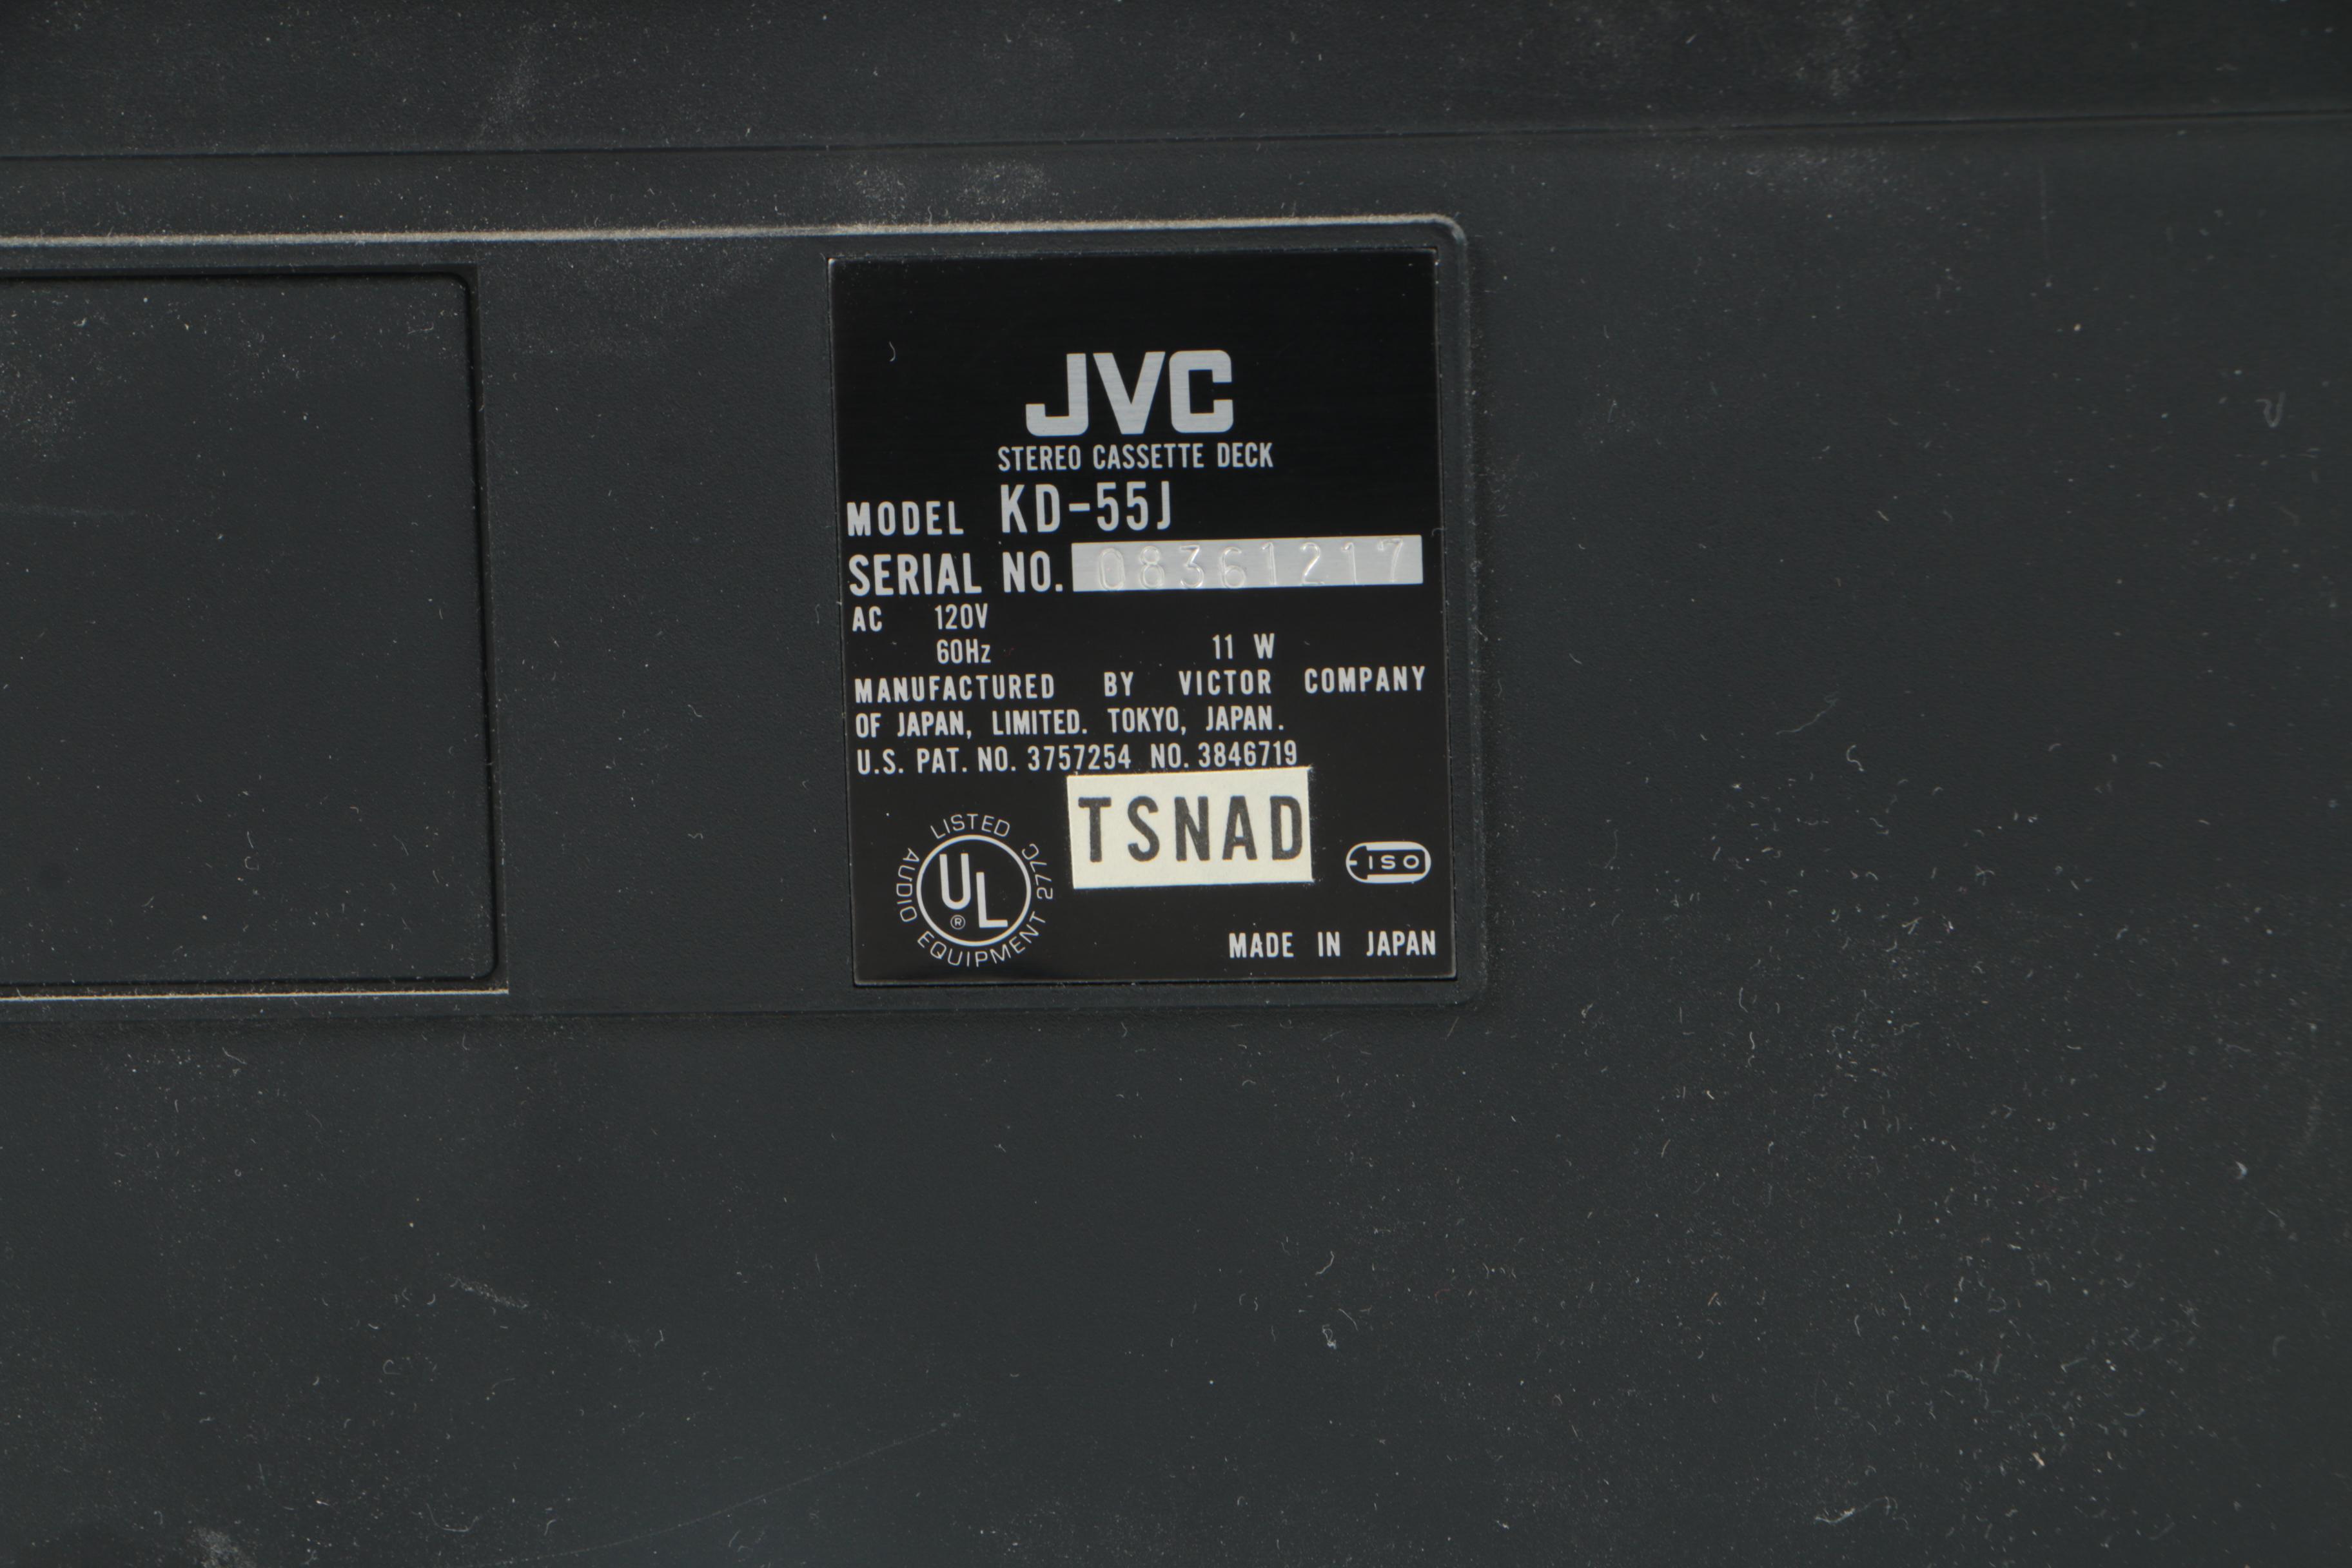 JVC
STEREO CASSETTE DECK
MODEL KD-55J
SERIAL NO. 08361217
AC 120V
60Hz 11 W
MANUFACTURED BY VICTOR COMPANY
OF JAPAN, LIMITED. TOKYO, JAPAN.
U.S. PAT. NO. 3757254 NO. 3846719
TSNAD
LISTED
UL ®
AUDIO EQUIPMENT 277C
ISO
MADE IN JAPAN